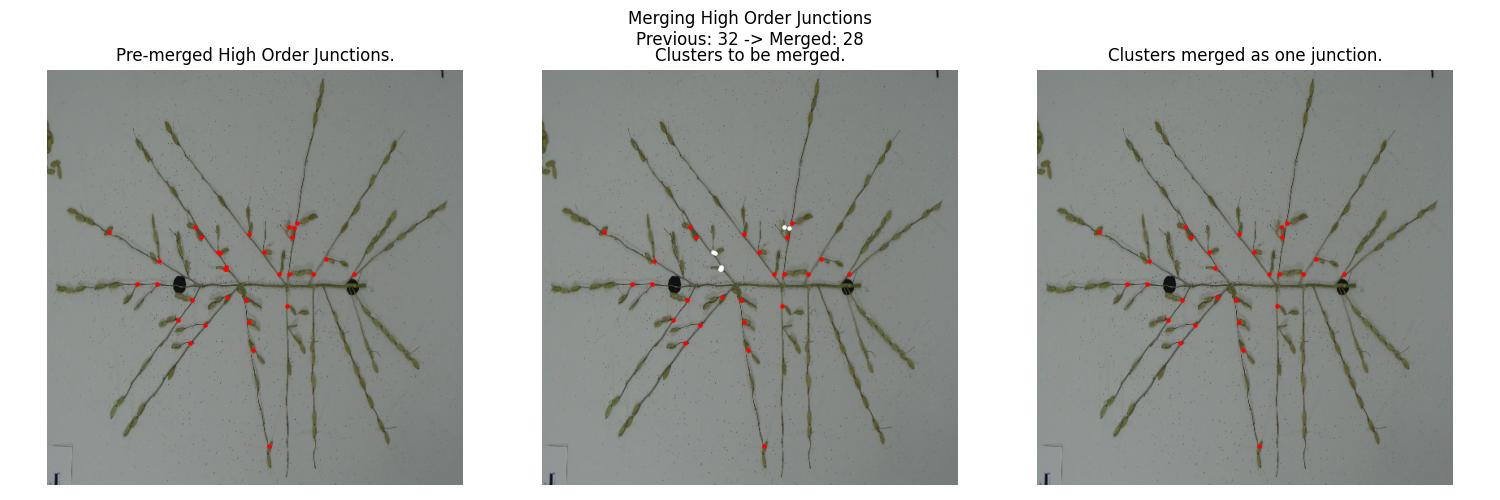 Merging High Order Junctions
Previous: 32 -> Merged: 28
Pre-merged High Order Junctions.
Clusters to be merged.
Clusters merged as one junction.